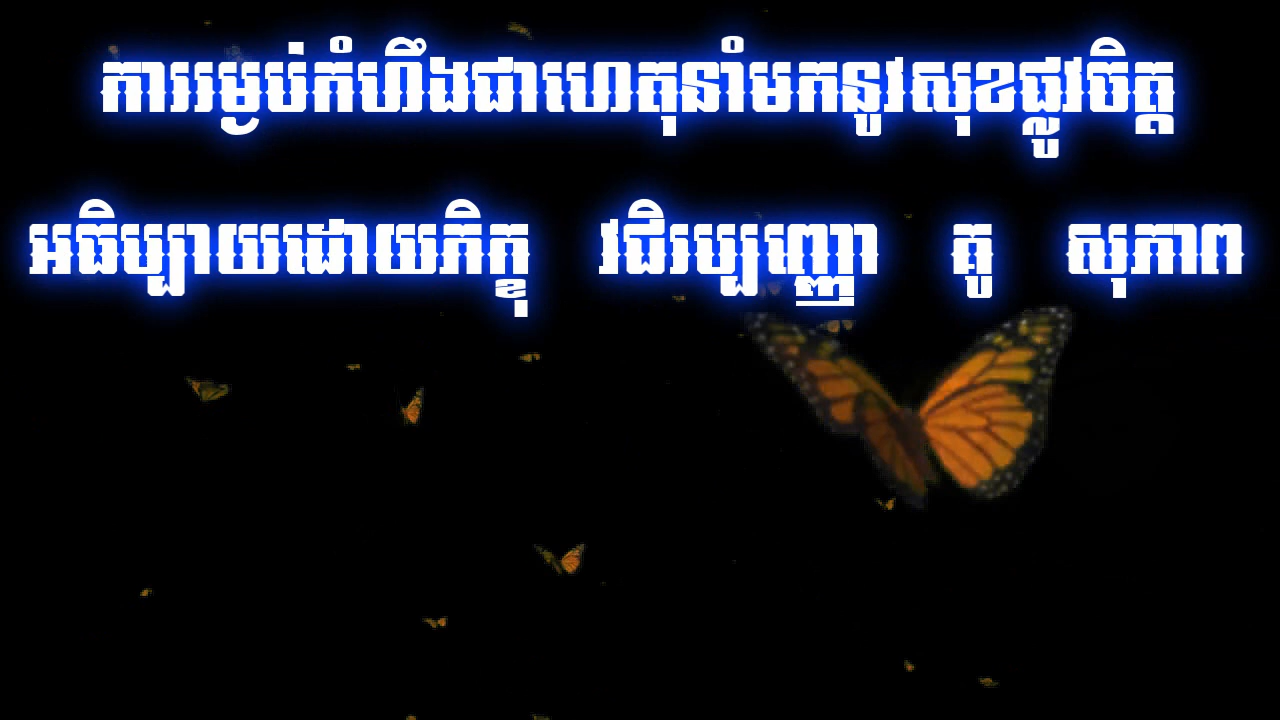 ការរម្ងប់កំហឹងជាហេតុនាំមកនូវសុខផ្លូវចិត្ត
អធិប្បាយដោយភិក្ខុ វជិរប្បញ្ញោ គូ សុភាព